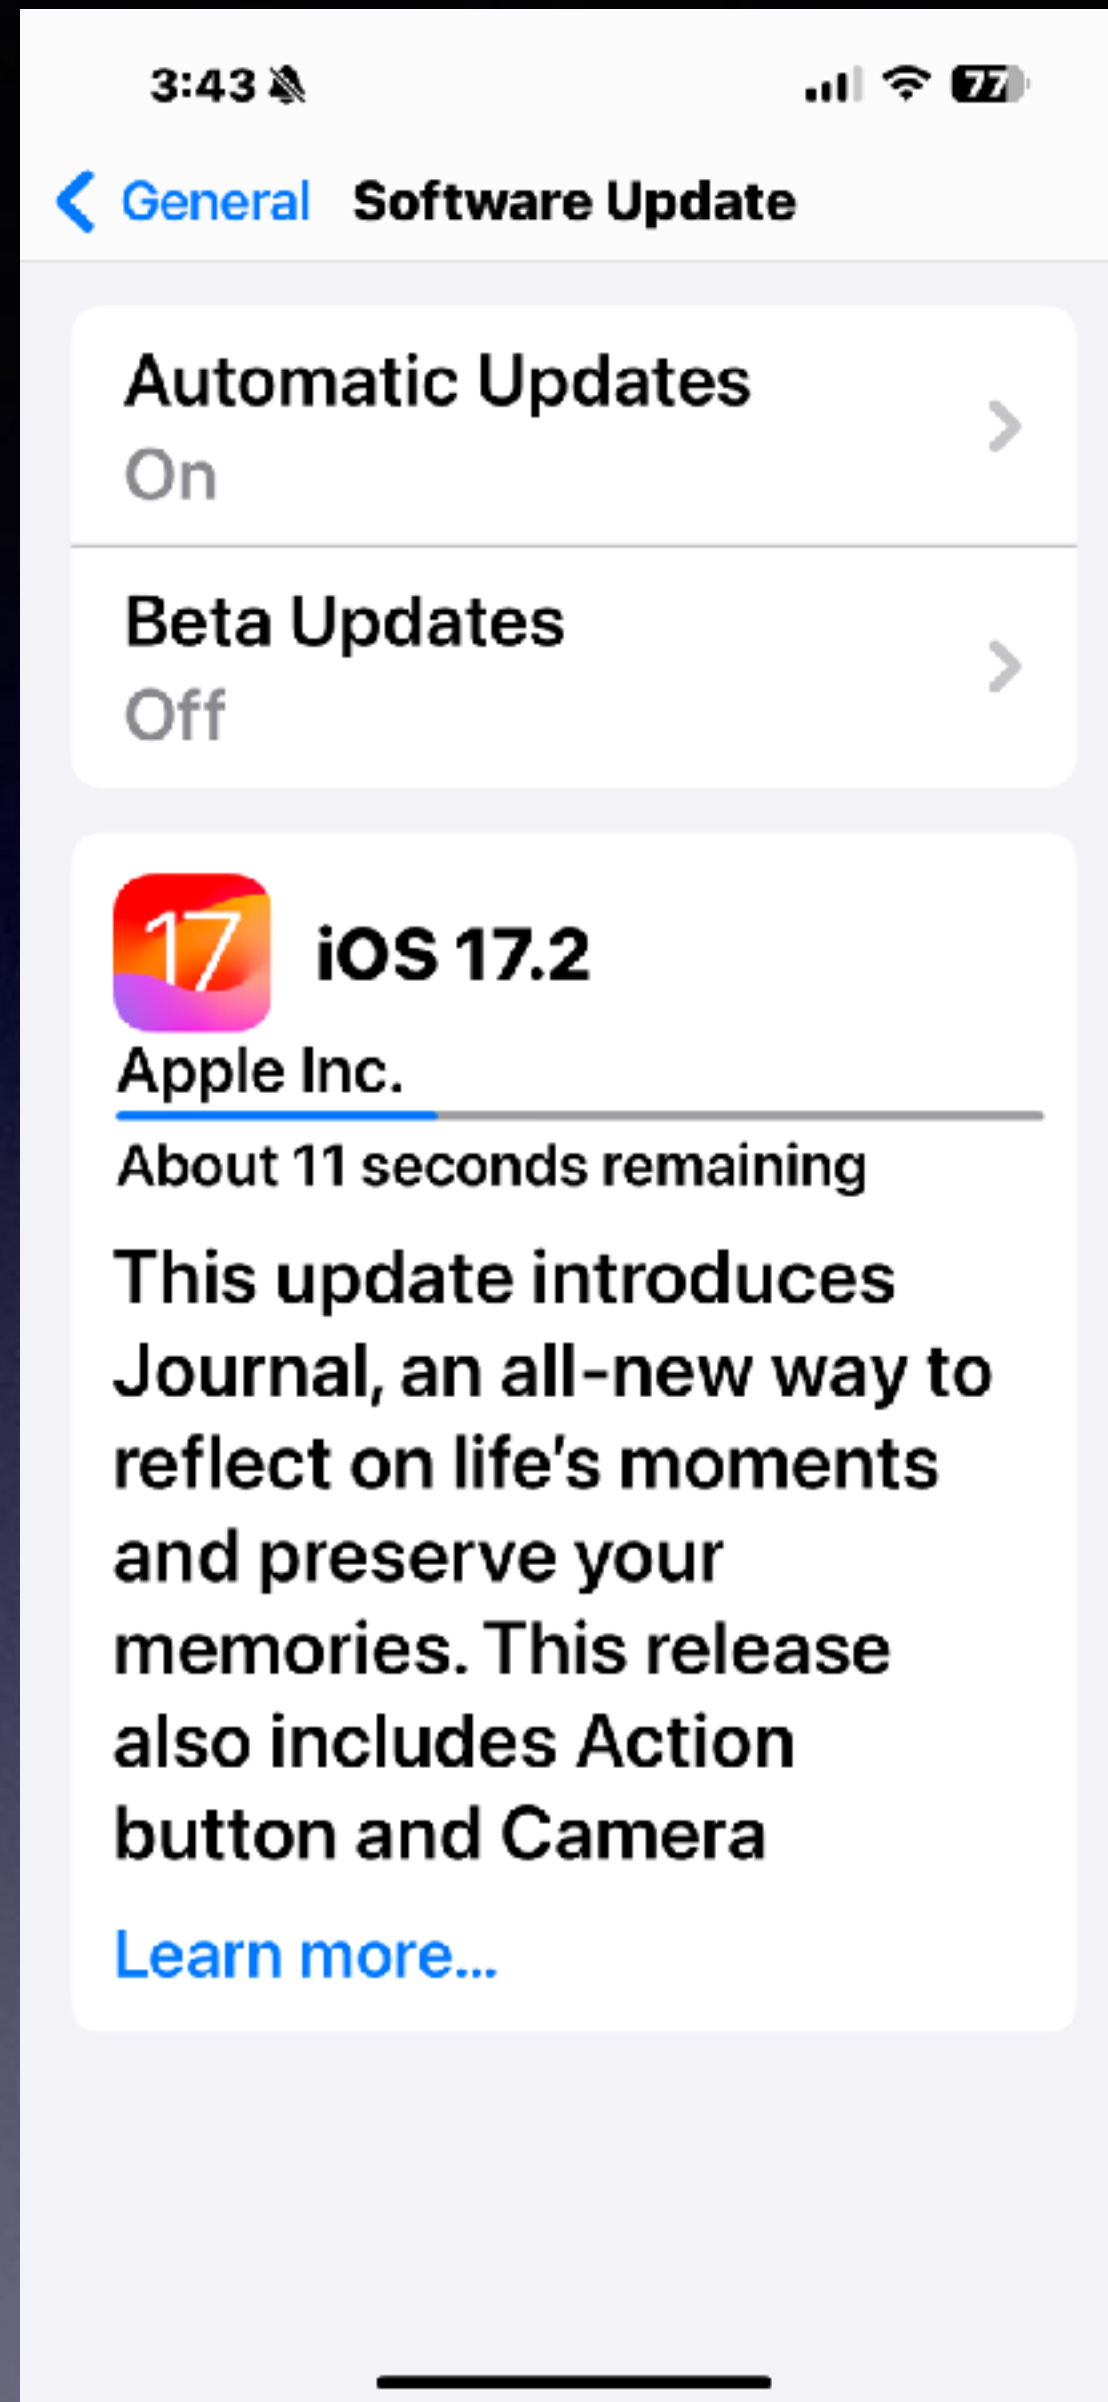 3:43
77
General Software Update
Automatic Updates
On
Beta Updates
Off
17
iOS 17.2
Apple Inc.
About 11 seconds remaining
This update introduces
Journal, an all-new way to
reflect on life's moments
and preserve your
memories. This release
also includes Action
button and Camera
Learn more...